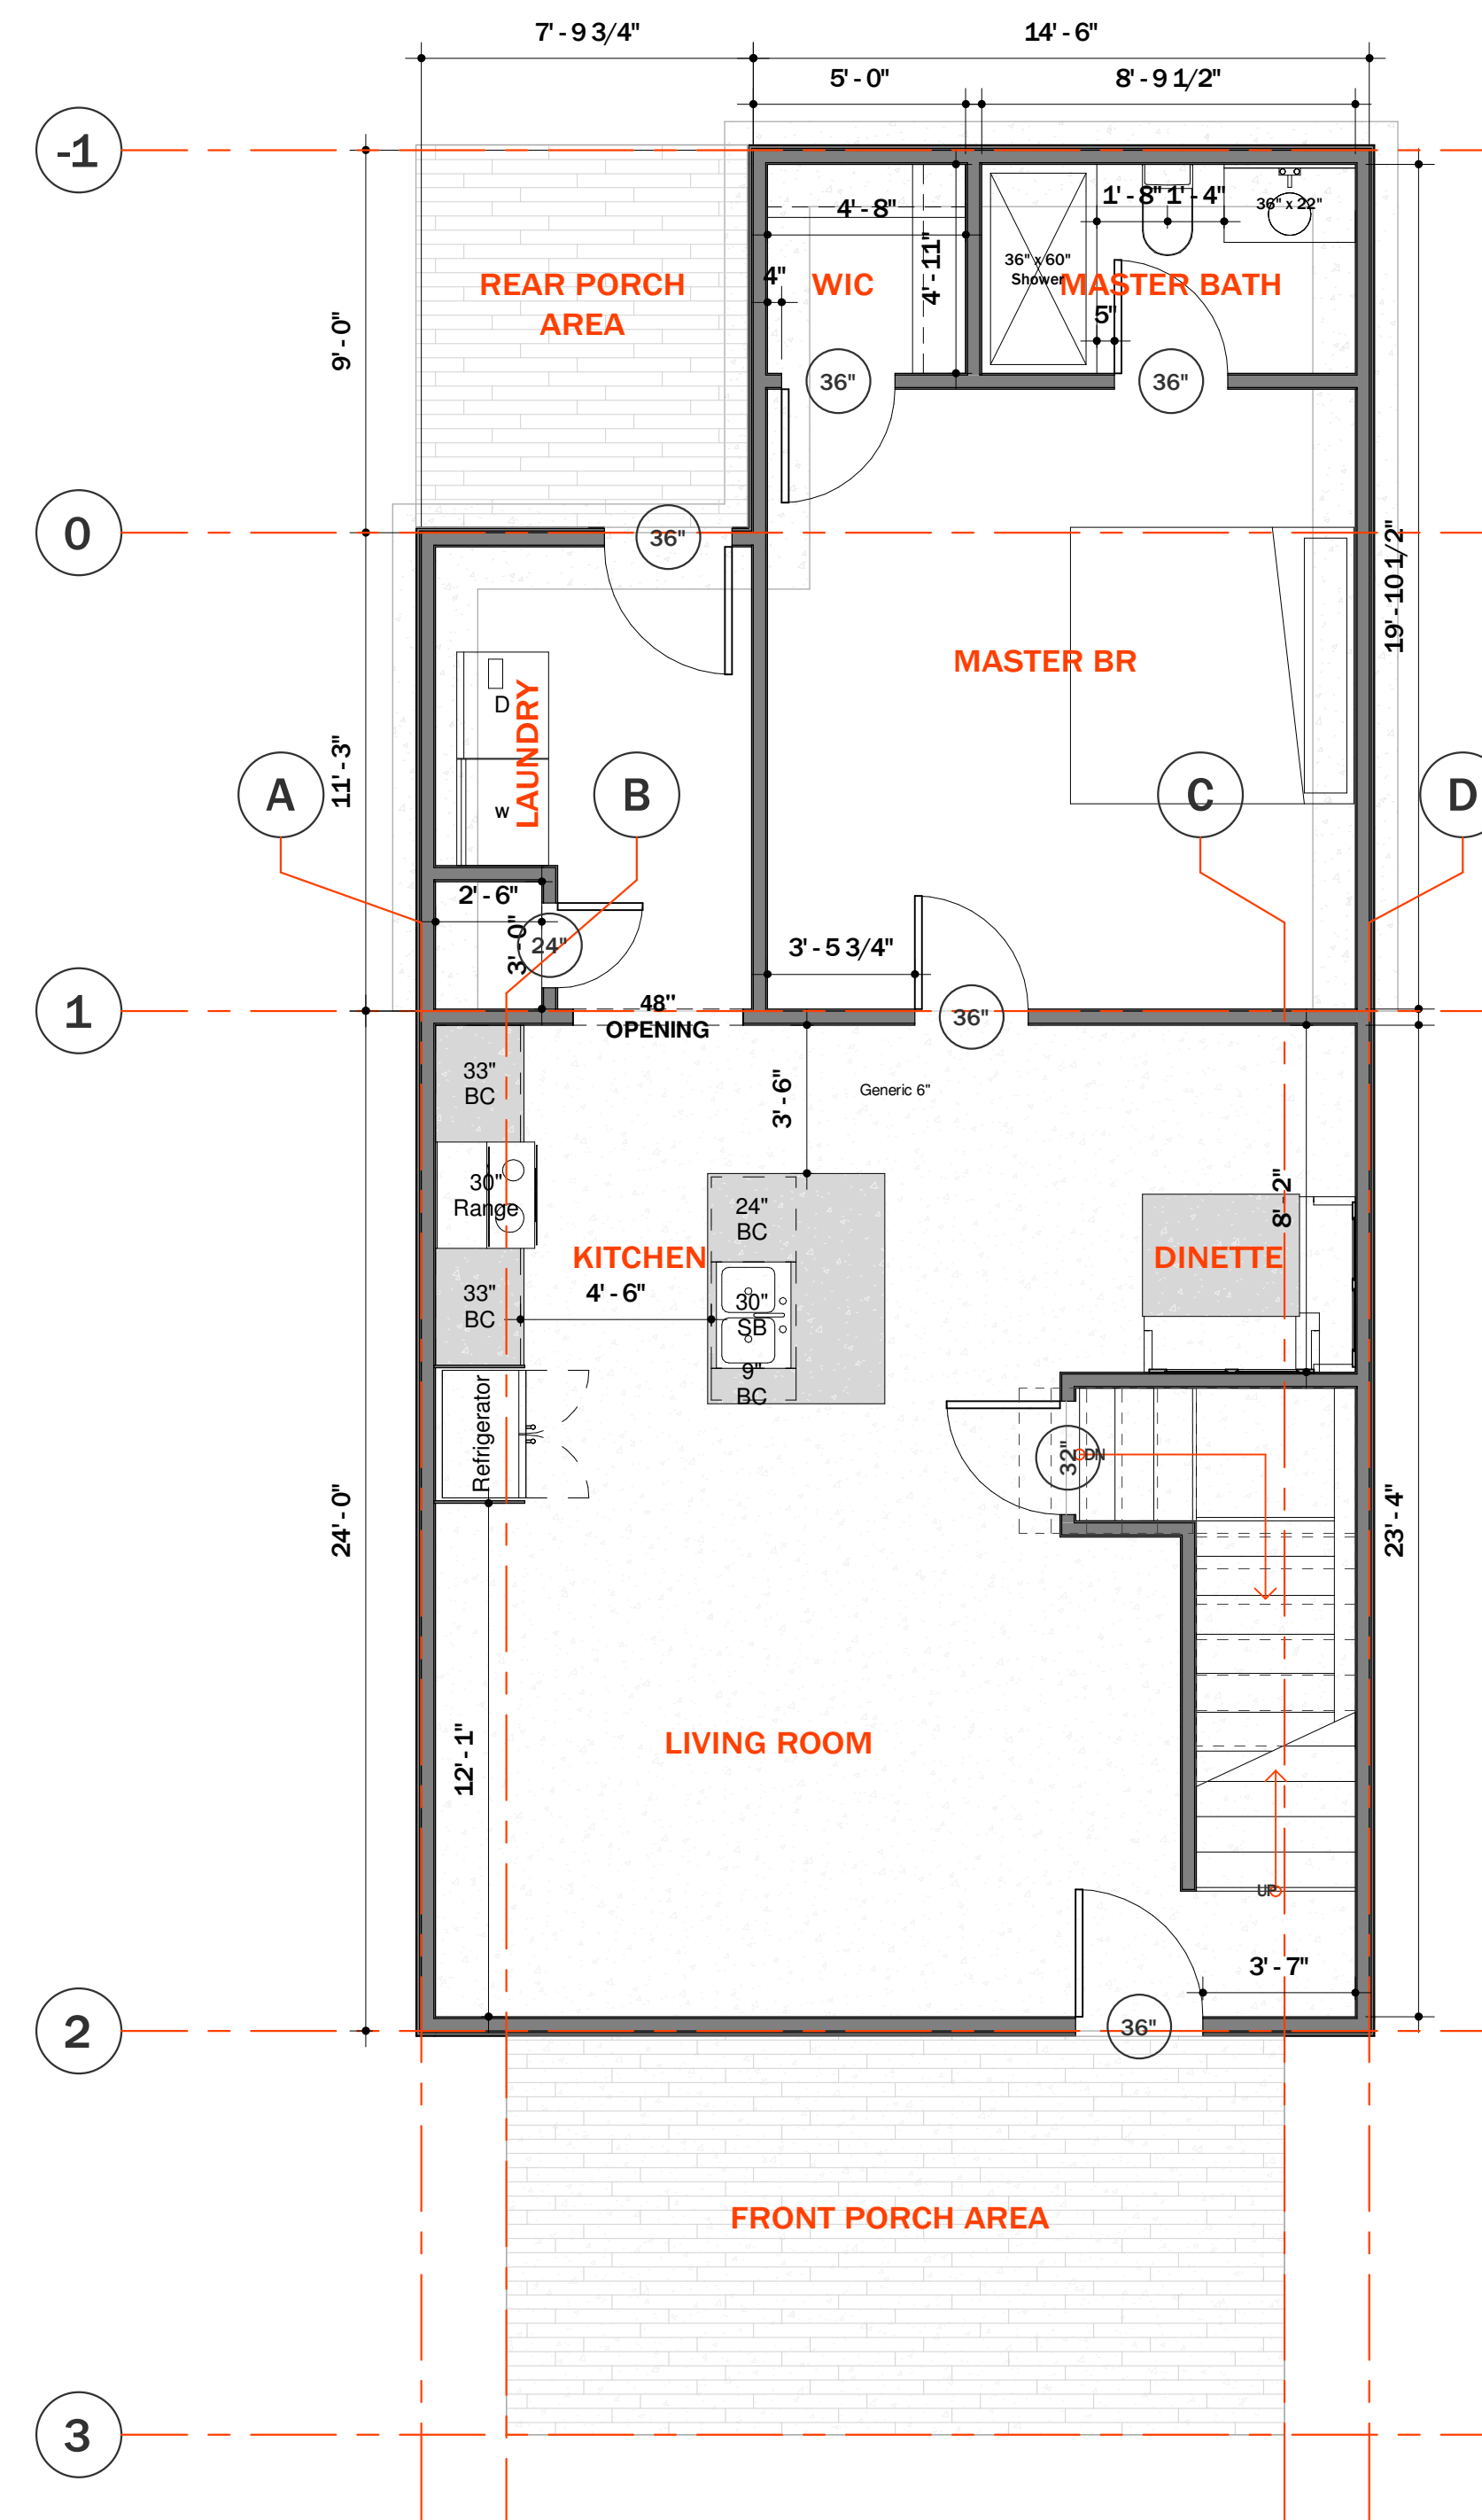 7' - 9 3/4"
14' - 6"
5' - 0"
8' - 9 1/2"
-1
1' - 8"
1' - 4"
36" x 22"
4' - 8"
4' - 11"
36" x 60"
Shower
4"
WIC
MASTER BATH
REAR PORCH
AREA
5"
9' - 0"
36"
36"
0
36"
19' - 10 1/2"
MASTER BR
D
LAUNDRY
W
11' - 3"
A
B
C
D
2' - 6"
3' - 0"
24"
3' - 5 3/4"
1
48"
OPENING
36"
33"
BC
3' - 6"
Generic 6"
30"
Range
24"
BC
8' - 2"
KITCHEN
DINETTE
4' - 6"
33"
BC
30"
SB
9"
BC
Refrigerator
32"
DN
24' - 0"
23' - 4"
LIVING ROOM
12' - 1"
UP
3' - 7"
2
36"
FRONT PORCH AREA
3